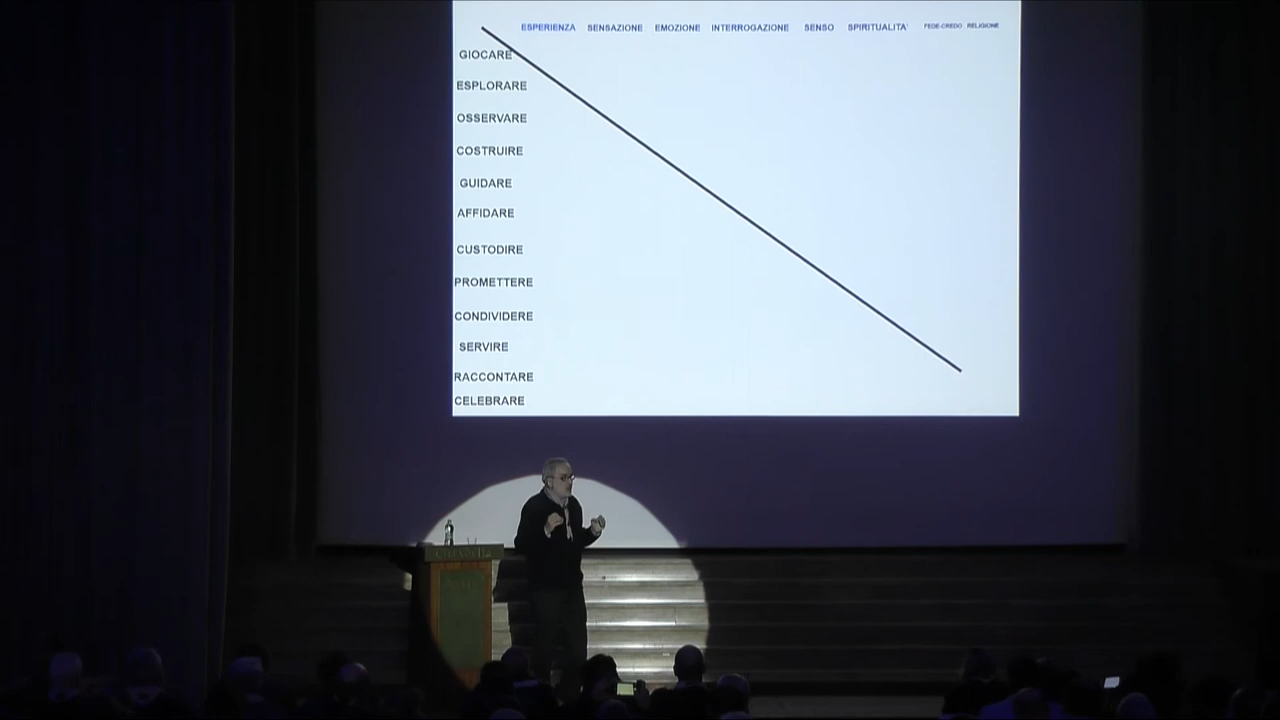 ESPERIENZA SENSAZIONE EMOZIONE INTERROGAZIONE SENSO SPIRITUALITA' FEDE-CREDO RELIGIONE
GIOCARE
ESPLORARE
OSSERVARE
COSTRUIRE
GUIDARE
AFFIDARE
CUSTODIRE
PROMETTERE
CONDIVIDERE
SERVIRE
RACCONTARE
CELEBRARE